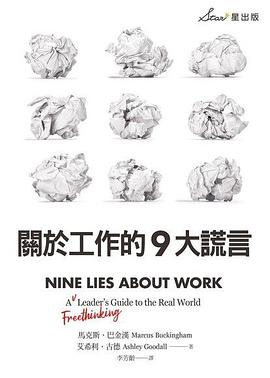 Star 星出版
關於工作的9大謊言
NINE LIES ABOUT WORK
A Freethinking Leader's Guide to the Real World
馬克斯・巴金漢 Marcus Buckingham
艾希利・古德 Ashley Goodall——著
李芳齡——譯